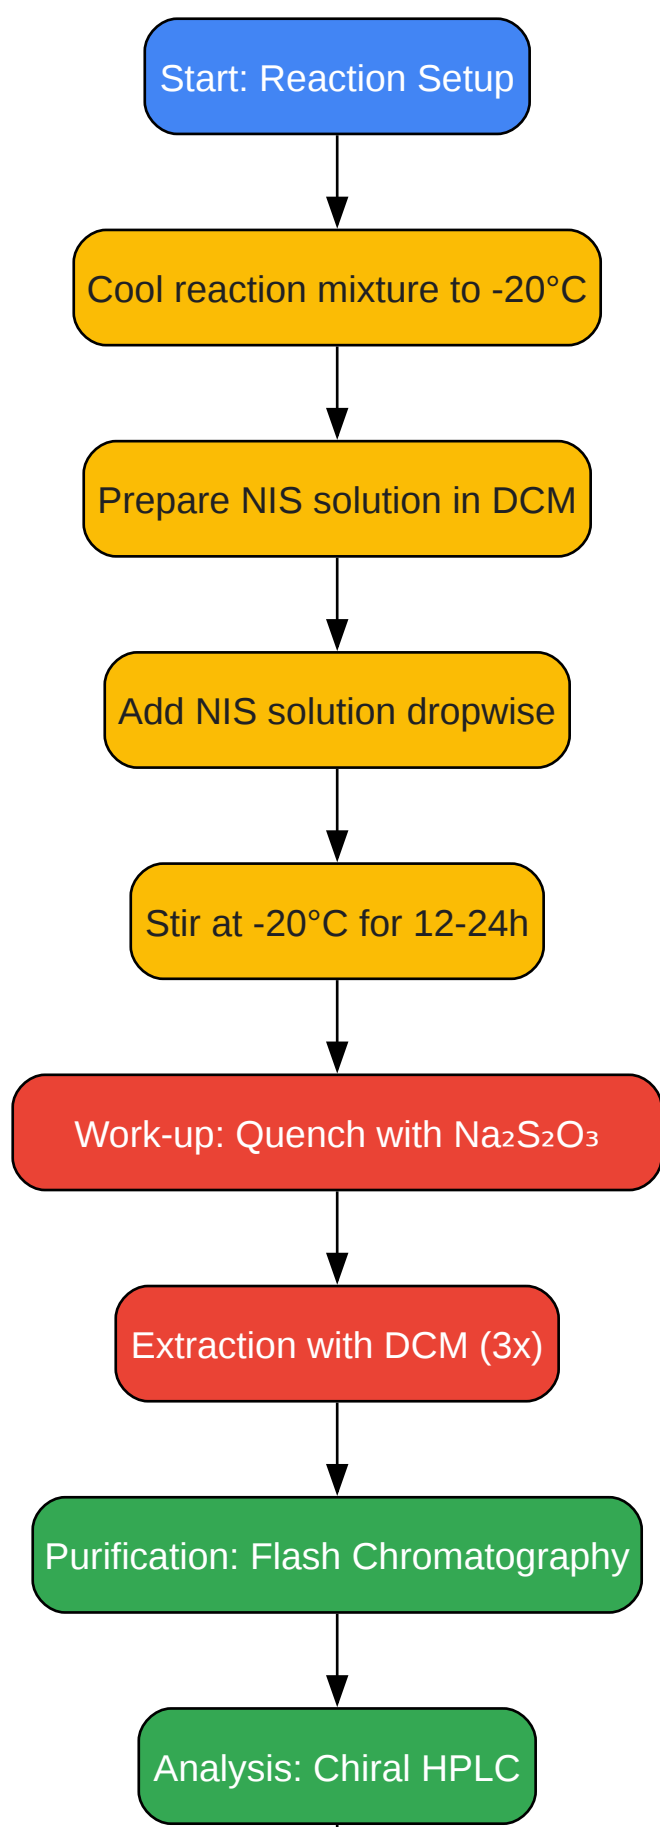 Start: Reaction Setup
Cool reaction mixture to -20°C
Prepare NIS solution in DCM
Add NIS solution dropwise
Stir at -20°C for 12-24h
Work-up: Quench with Na₂S₂O₃
Extraction with DCM (3x)
Purification: Flash Chromatography
Analysis: Chiral HPLC